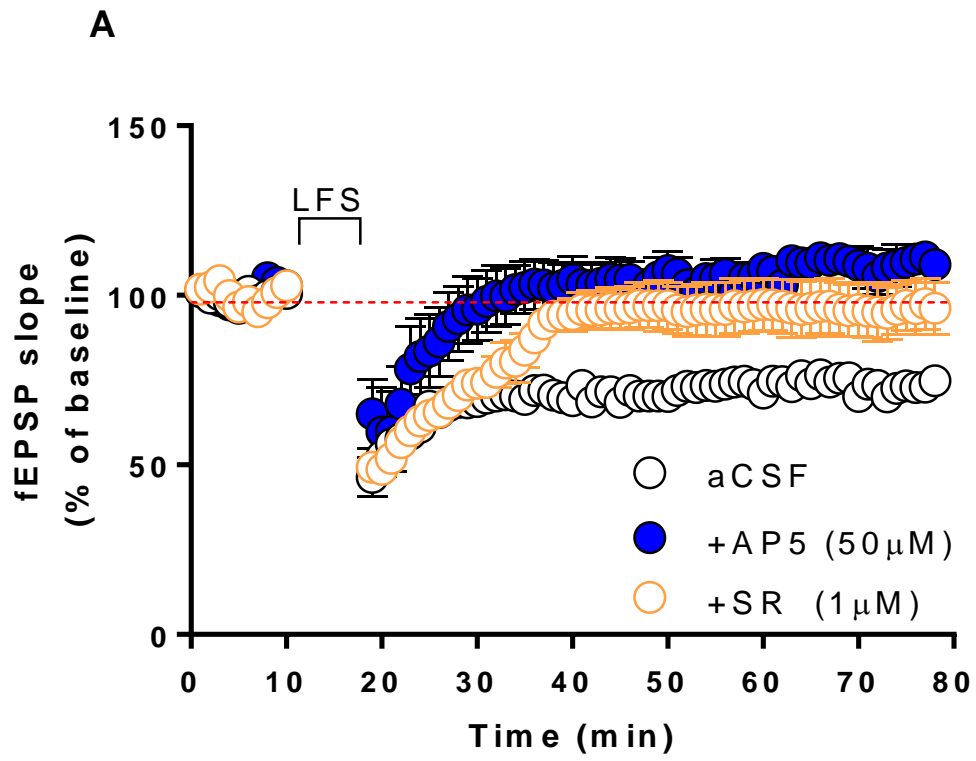 A
150
LFS
100
fEPSP slope
(% of baseline)
50
aCSF
+AP5 (50μM)
+SR (1μM)
0
0 10 20 30 40 50 60 70 80
Time (min)